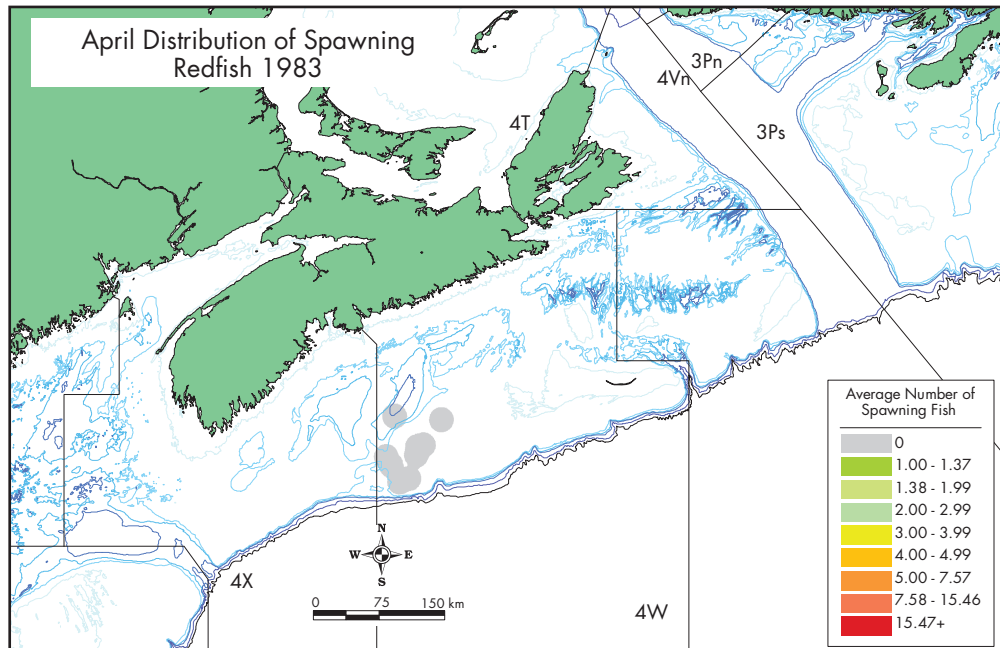 April Distribution of Spawning
Redfish 1983
3Pn
4Vn
4T
3Ps
Average Number of
Spawning Fish
0
1.00 - 1.37
1.38 - 1.99
2.00 - 2.99
3.00 - 3.99
4.00 - 4.99
5.00 - 7.57
7.58 - 15.46
15.47+
N
W E
S
4X
0 75 150 km
4W